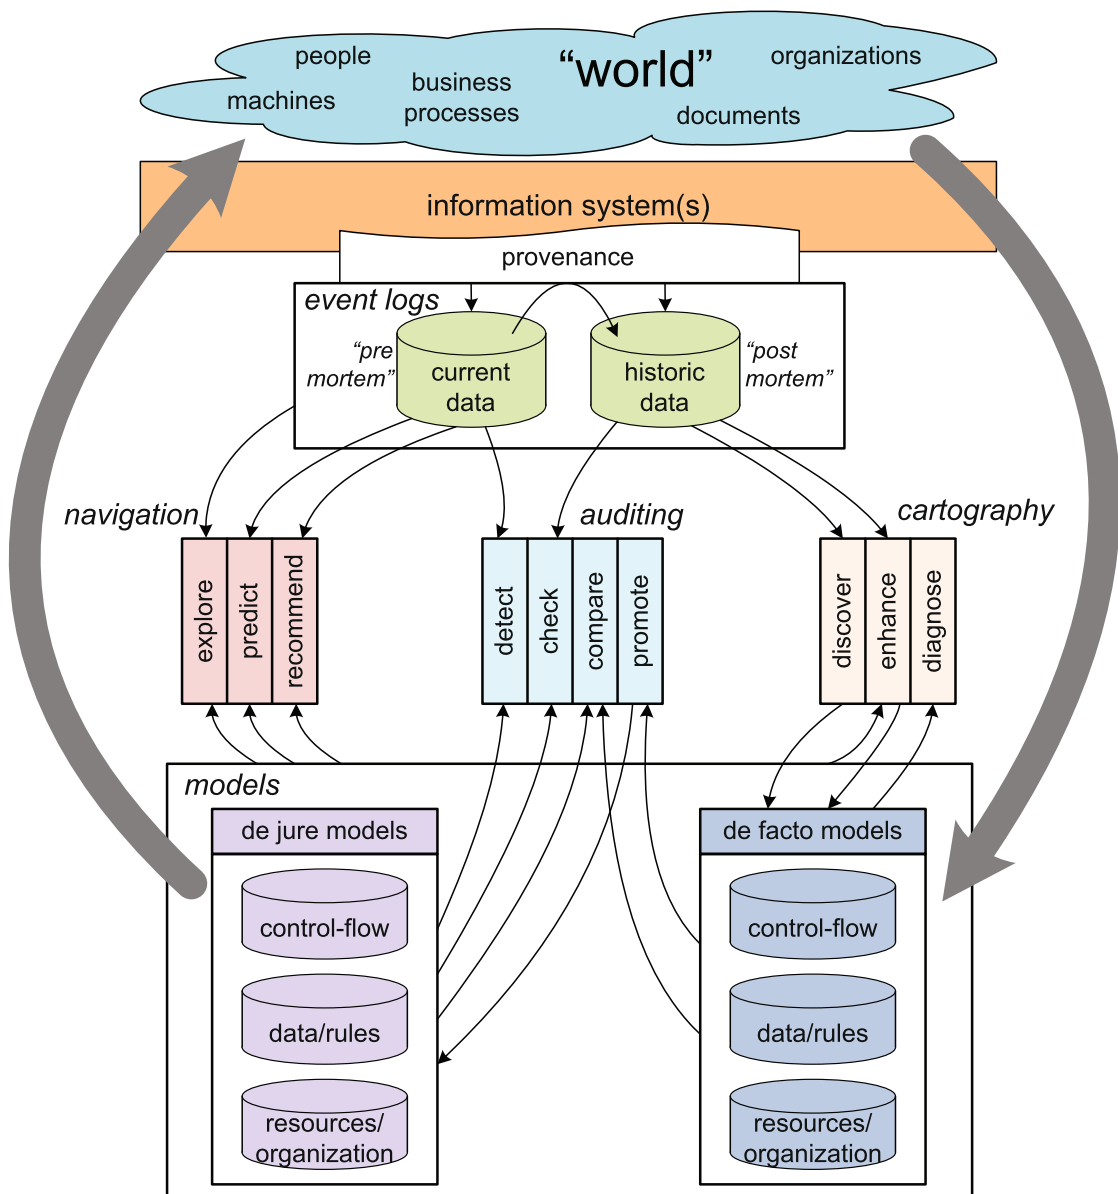 people
“world”
organizations
machines
business
processes
documents
information system(s)
provenance
event logs
“pre
mortem”
current
data
historic
data
“post
mortem”
navigation
auditing
cartography
explore
predict
recommend
detect
check
compare
promote
discover
enhance
diagnose
models
de jure models
control-flow
data/rules
resources/
organization
de facto models
control-flow
data/rules
resources/
organization